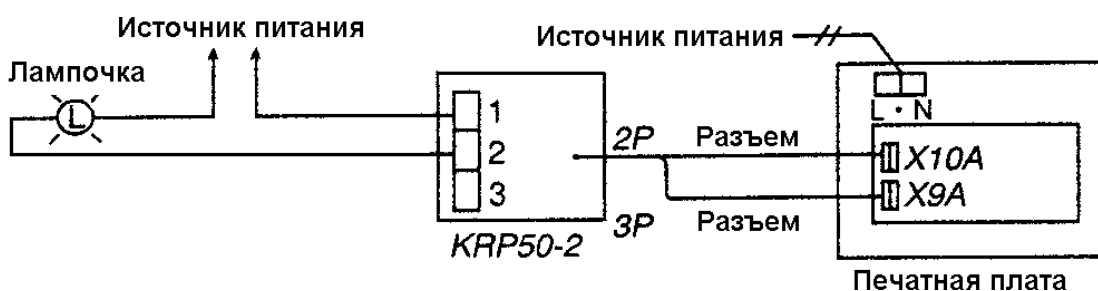 Источник питания
Источник питания
Лампочка
L
1
2
3
2P
Разъем
L • N
X10A
X9A
3P
Разъем
KRP50-2
Печатная плата